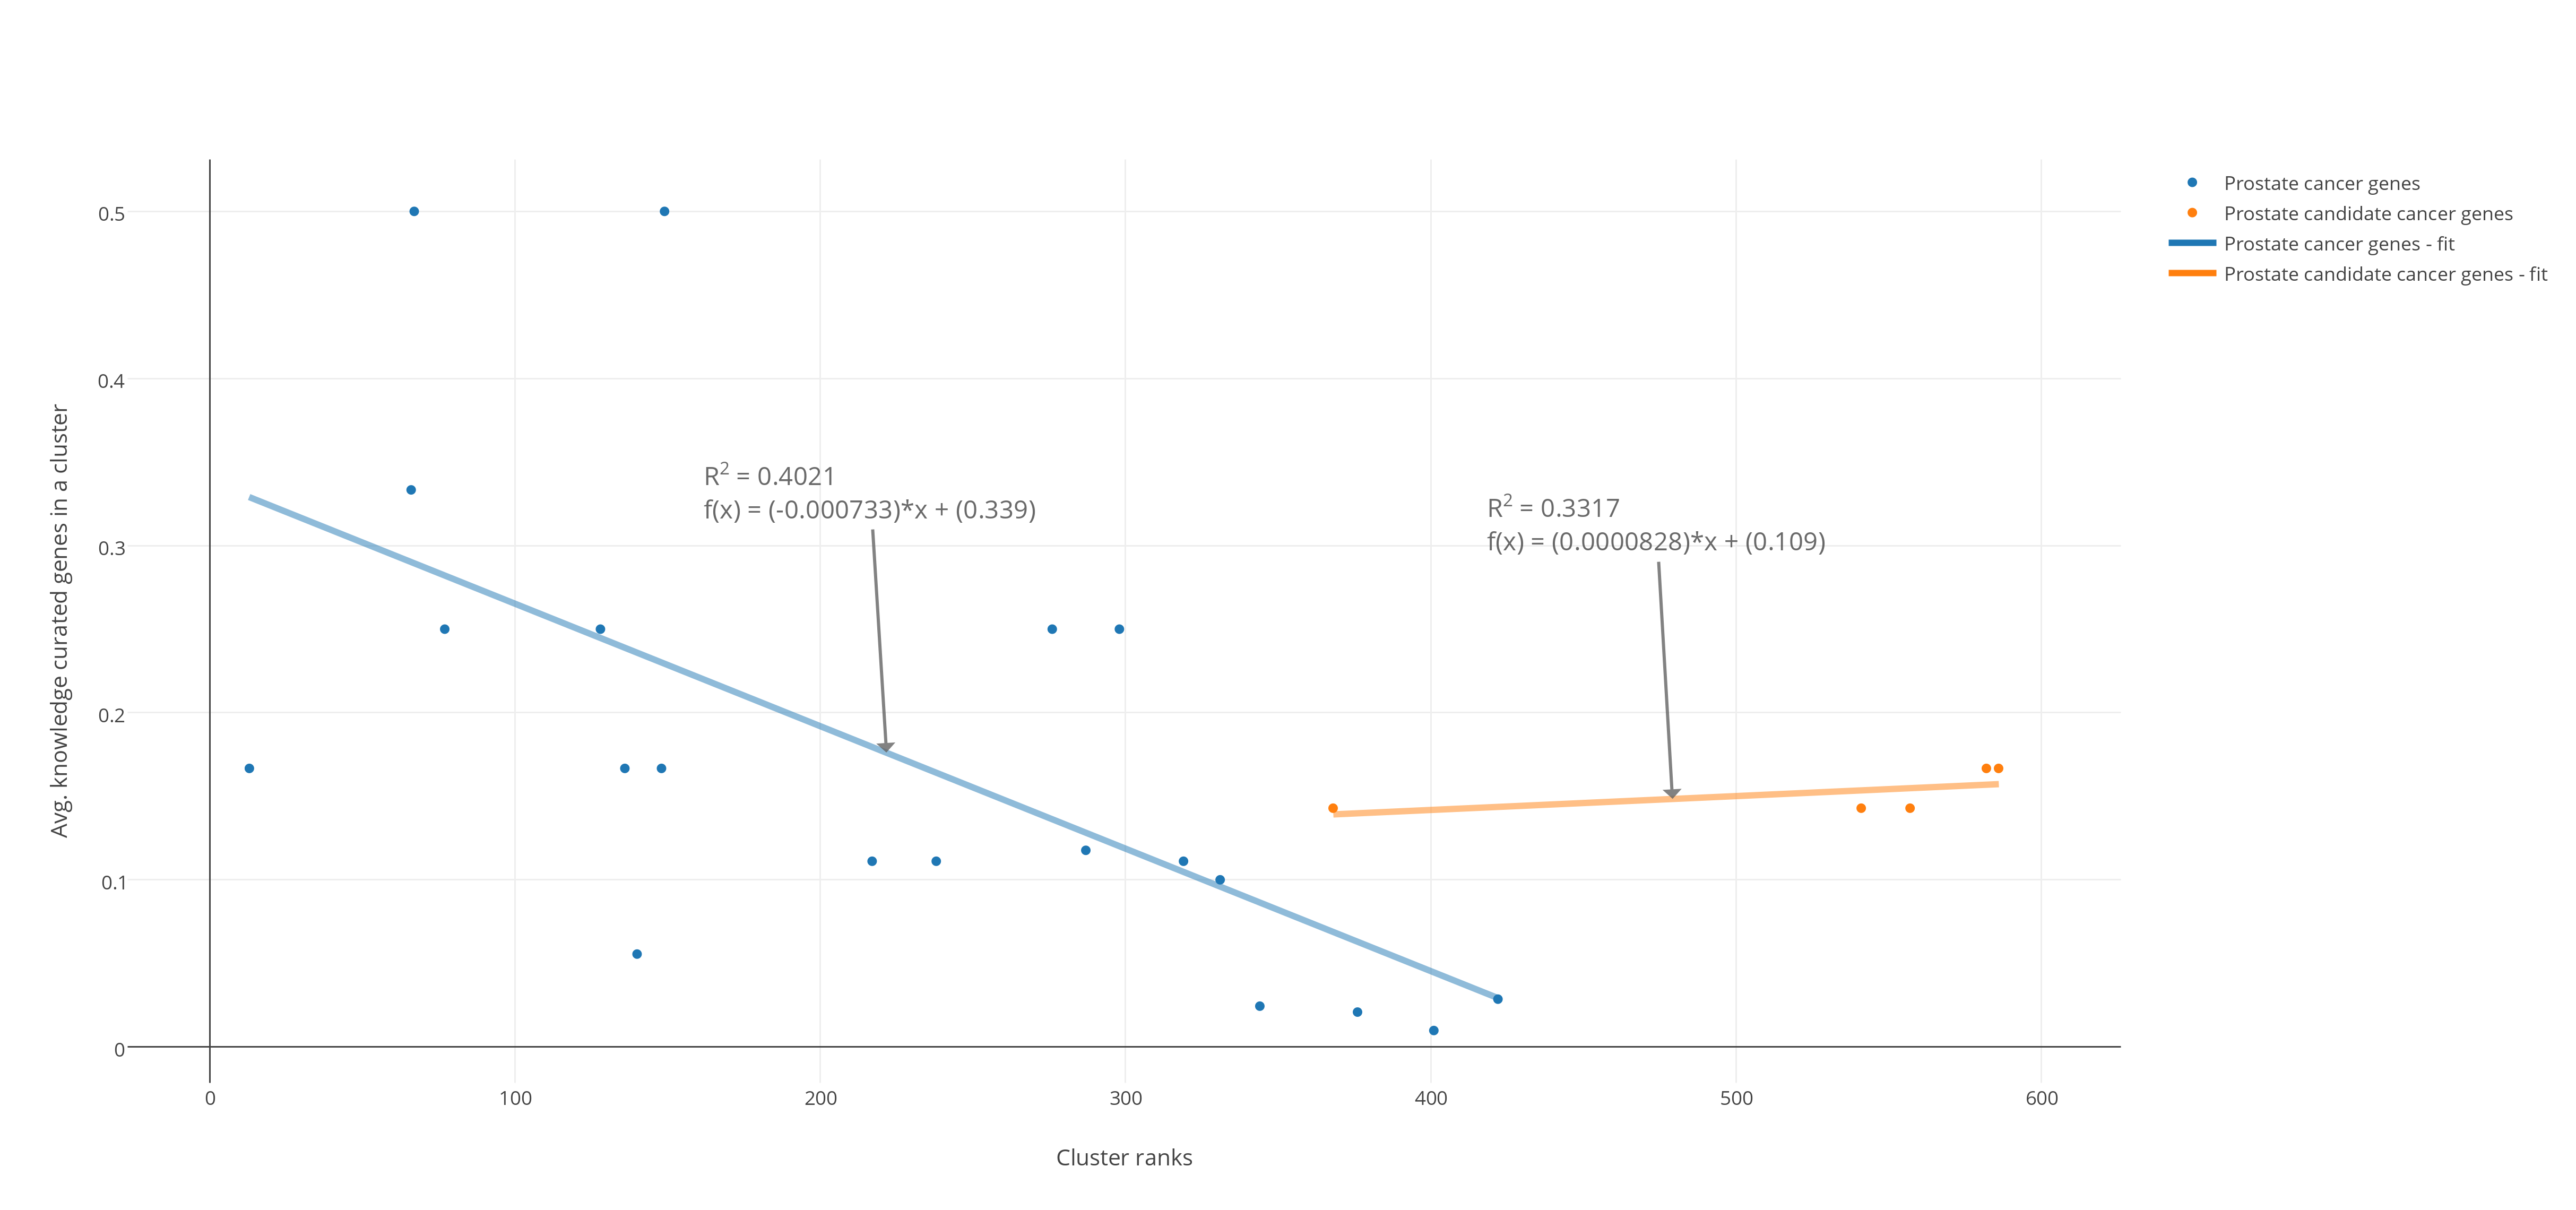 Prostate cancer genes
Prostate candidate cancer genes
Prostate cancer genes - fit
Prostate candidate cancer genes - fit
0.5
0.4
0.3
0.2
0.1
0
Avg. knowledge curated genes in a cluster
R² = 0.4021
f(x) = (-0.000733)*x + (0.339)
R² = 0.3317
f(x) = (0.0000828)*x + (0.109)
0 100 200 300 400 500 600
Cluster ranks